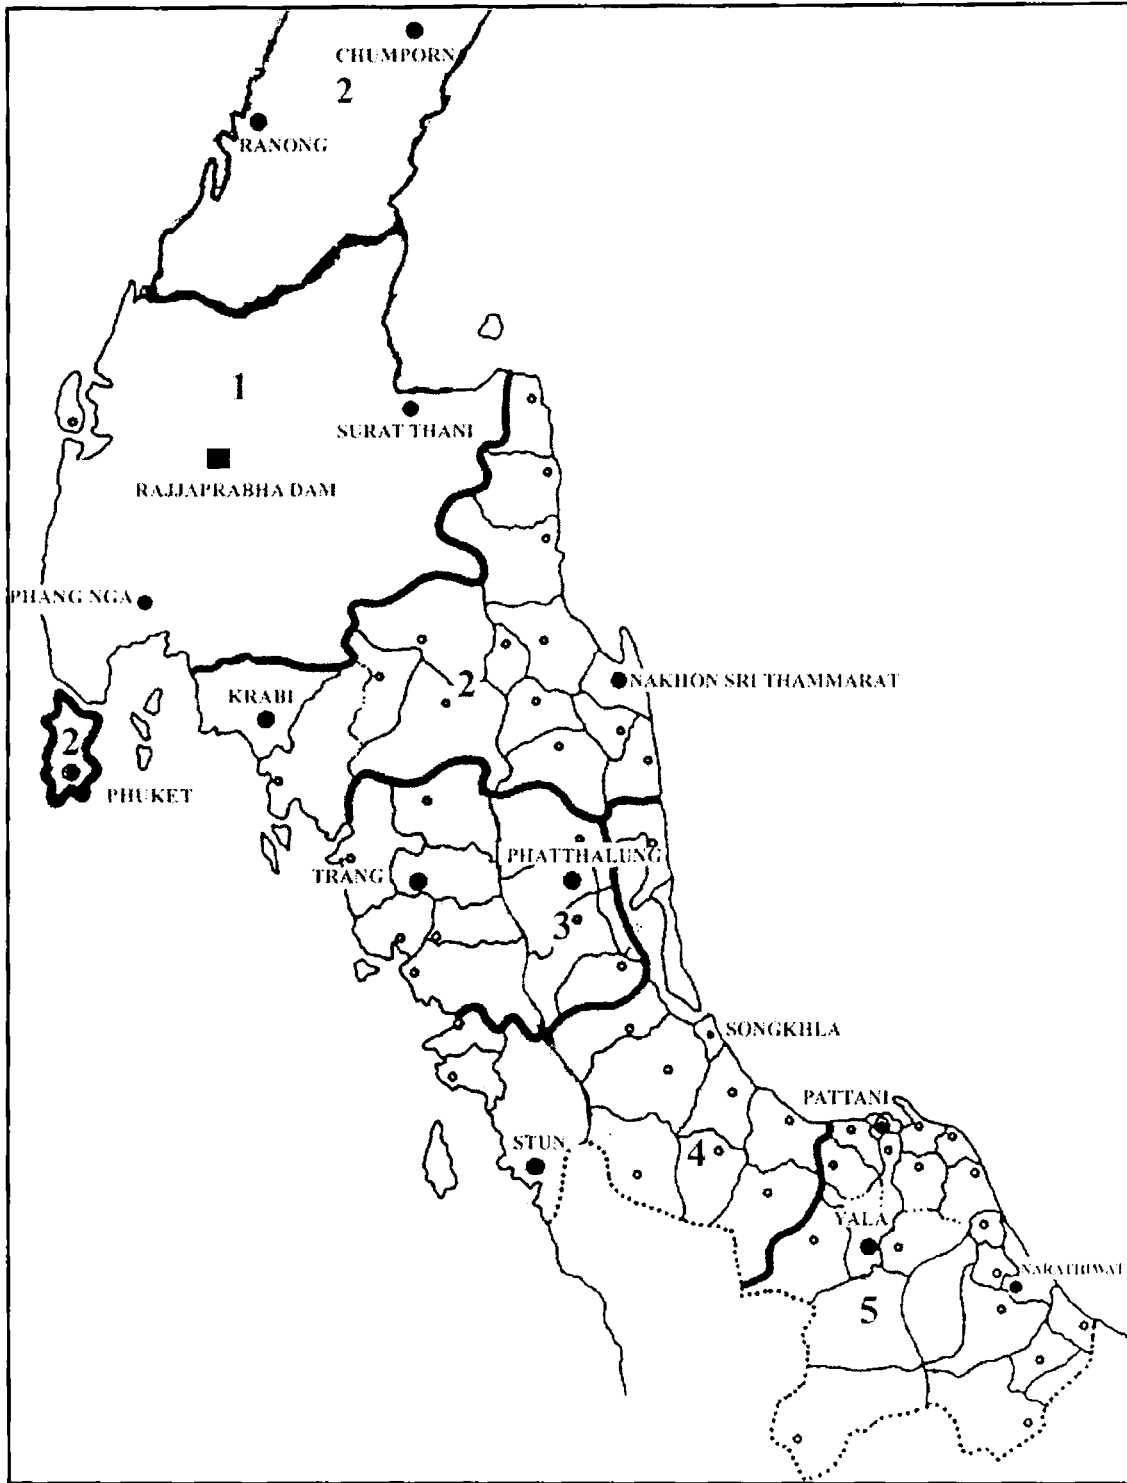 CHUMPORN
2
RANONG
1
SURAT THANI
RAJJAPRABHA DAM
PHANG NGA
2
NAKHON SRI THAMMARAT
KRABI
2
PHUKET
PHATTHALUNG
TRANG
3
SONGKHLA
PATTANI
STUN
4
YALA
NARATHIWAT
5